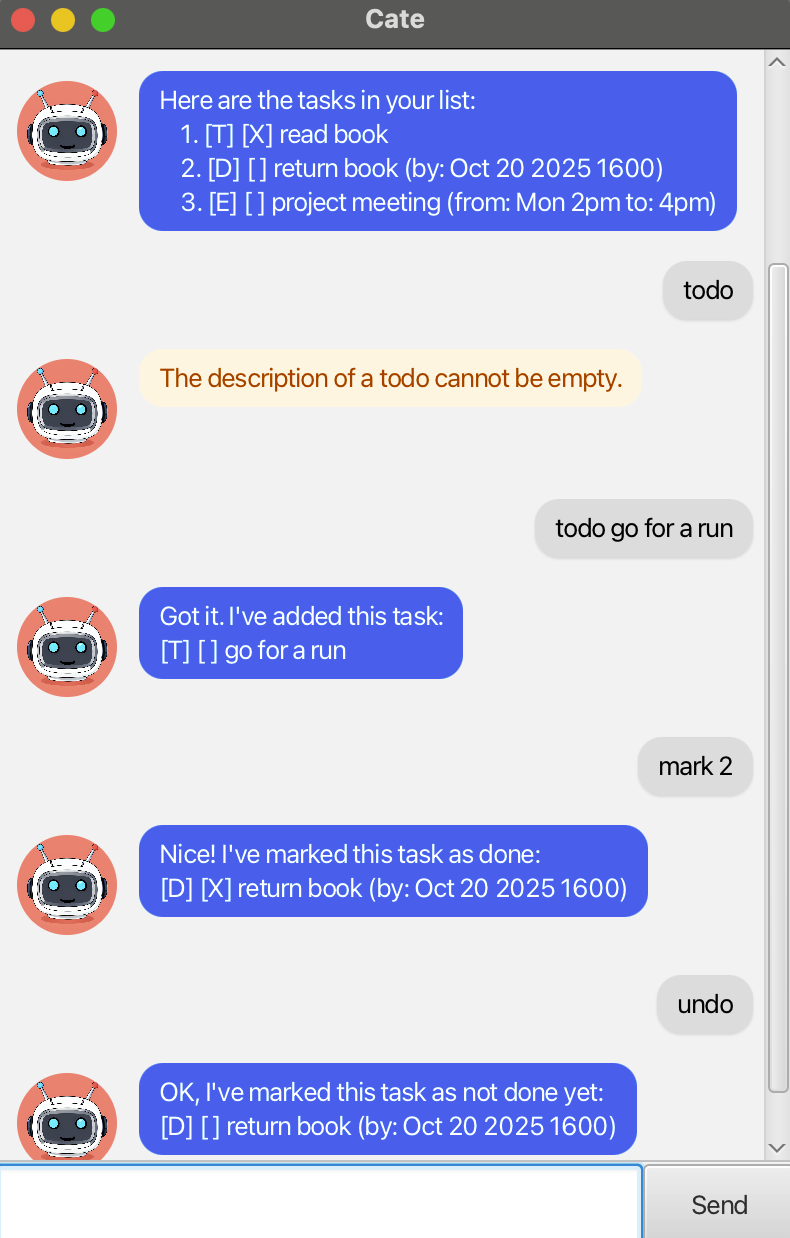 Cate
Here are the tasks in your list:
1. [T] [X] read book
2. [D] [ ] return book (by: Oct 20 2025 1600)
3. [E] [ ] project meeting (from: Mon 2pm to: 4pm)
todo
The description of a todo cannot be empty.
todo go for a run
Got it. I've added this task:
[T] [ ] go for a run
mark 2
Nice! I've marked this task as done:
[D] [X] return book (by: Oct 20 2025 1600)
undo
OK, I've marked this task as not done yet:
[D] [ ] return book (by: Oct 20 2025 1600)
Send